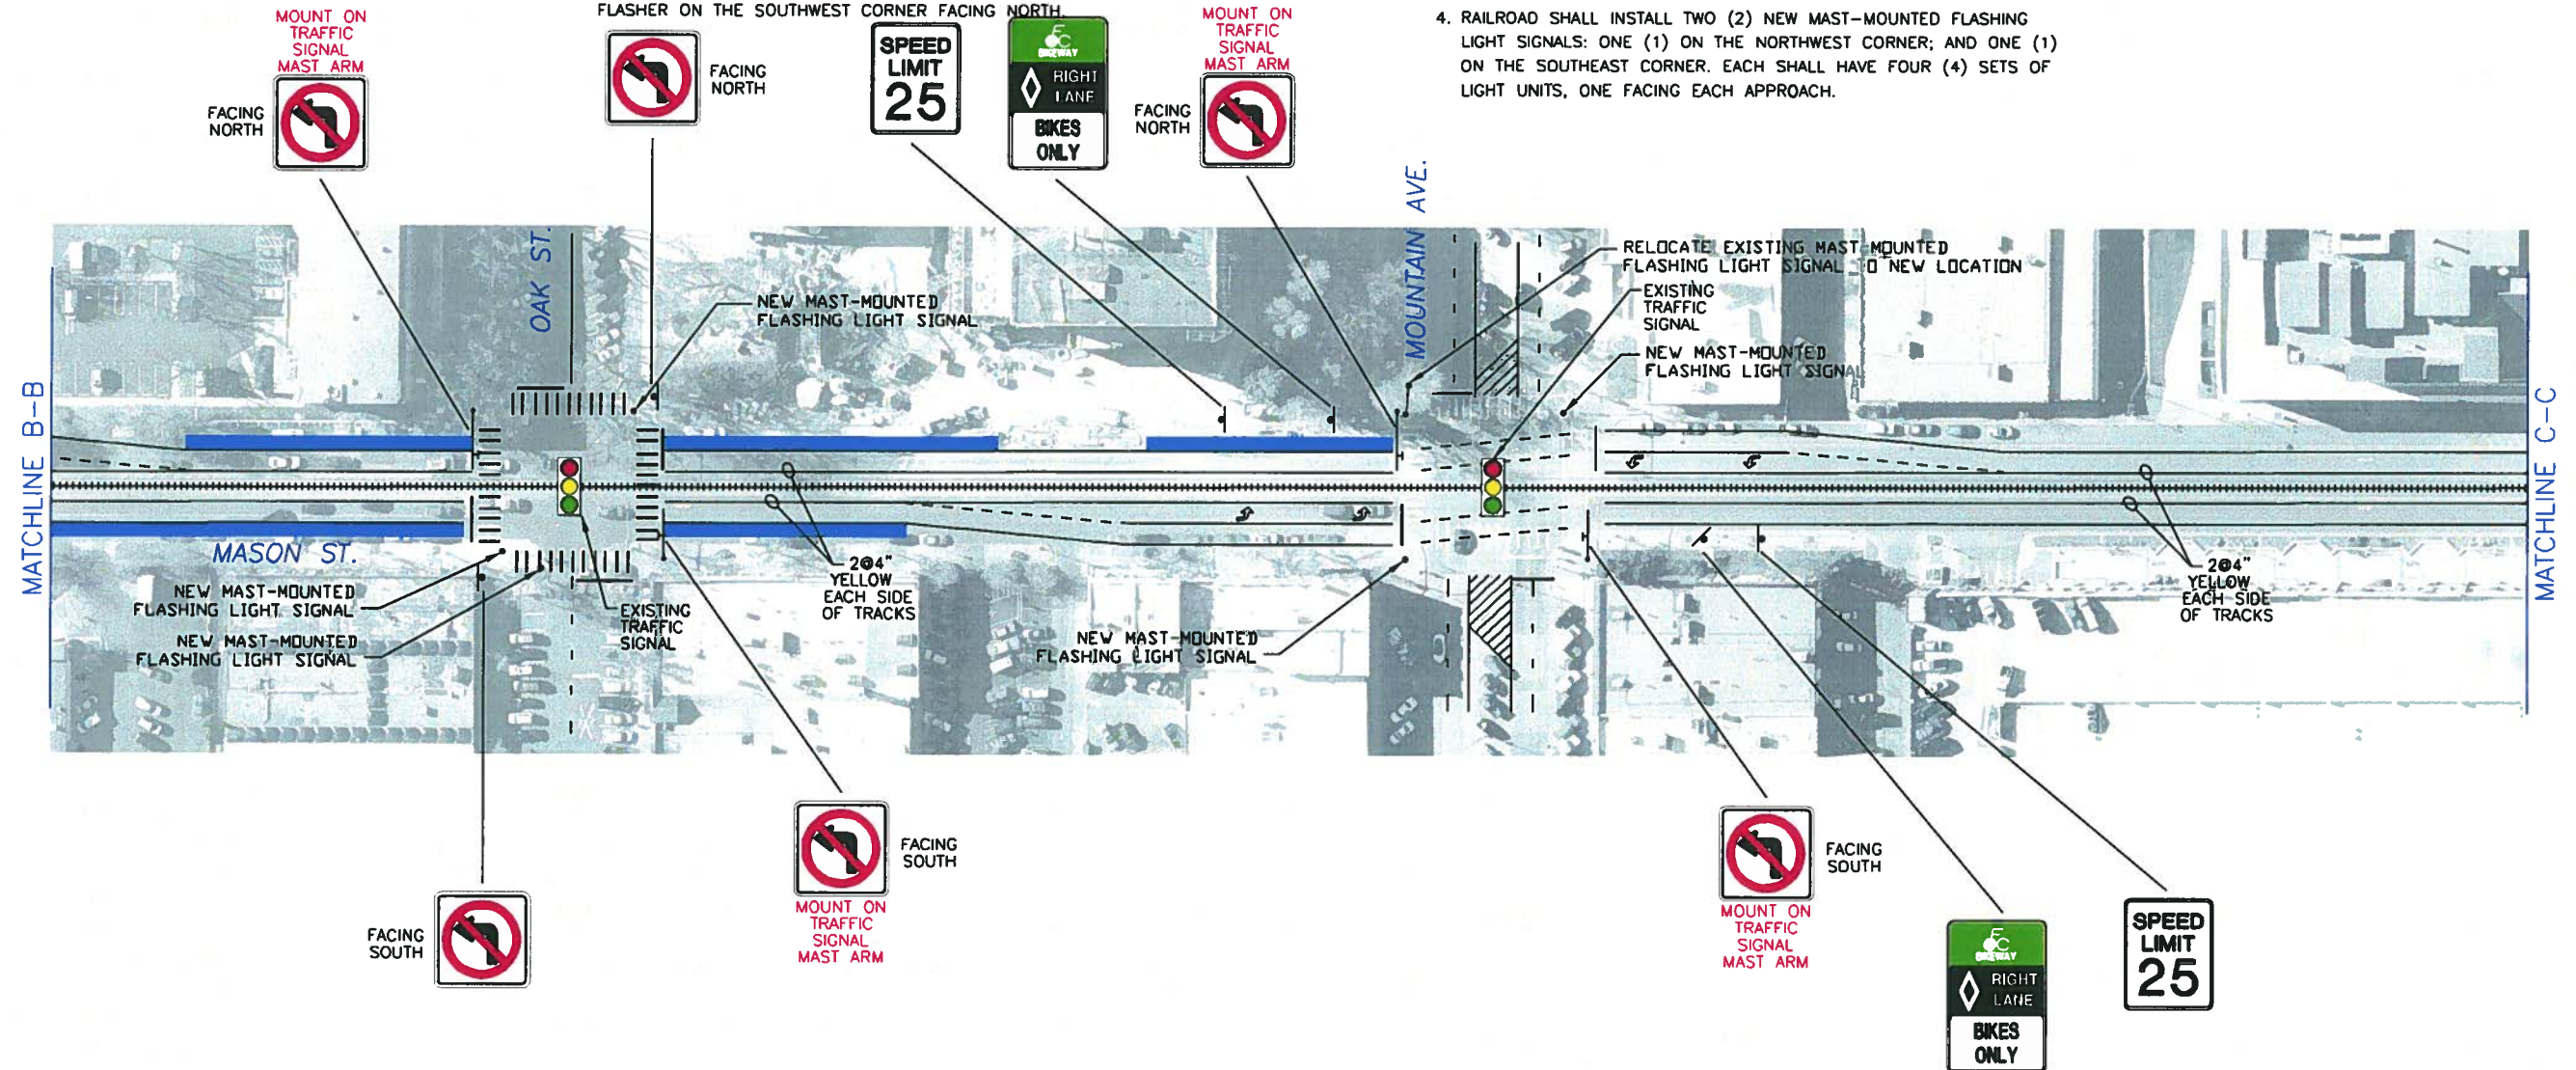 FLASHER ON THE SOUTHWEST CORNER FACING NORTH.
4. RAILROAD SHALL INSTALL TWO (2) NEW MAST-MOUNTED FLASHING
LIGHT SIGNALS: ONE (1) ON THE NORTHWEST CORNER; AND ONE (1)
ON THE SOUTHEAST CORNER. EACH SHALL HAVE FOUR (4) SETS OF
LIGHT UNITS, ONE FACING EACH APPROACH.
MOUNT ON
TRAFFIC
SIGNAL
MAST ARM
FACING
NORTH
FACING
NORTH
SPEED
LIMIT
25
FC
BIKEWAY
RIGHT
LANE
BIKES
ONLY
MOUNT ON
TRAFFIC
SIGNAL
MAST ARM
FACING
NORTH
OAK ST.
MOUNTAIN AVE.
RELOCATE EXISTING MAST-MOUNTED
FLASHING LIGHT SIGNAL TO NEW LOCATION
EXISTING
TRAFFIC
SIGNAL
NEW MAST-MOUNTED
FLASHING LIGHT SIGNAL
NEW MAST-MOUNTED
FLASHING LIGHT SIGNAL
MATCHLINE B-B
MATCHLINE C-C
MASON ST.
NEW MAST-MOUNTED
FLASHING LIGHT SIGNAL
NEW MAST-MOUNTED
FLASHING LIGHT SIGNAL
EXISTING
TRAFFIC
SIGNAL
2@4"
YELLOW
EACH SIDE
OF TRACKS
NEW MAST-MOUNTED
FLASHING LIGHT SIGNAL
2@4"
YELLOW
EACH SIDE
OF TRACKS
FACING
SOUTH
FACING
SOUTH
MOUNT ON
TRAFFIC
SIGNAL
MAST ARM
FACING
SOUTH
MOUNT ON
TRAFFIC
SIGNAL
MAST ARM
FC
BIKEWAY
RIGHT
LANE
BIKES
ONLY
SPEED
LIMIT
25